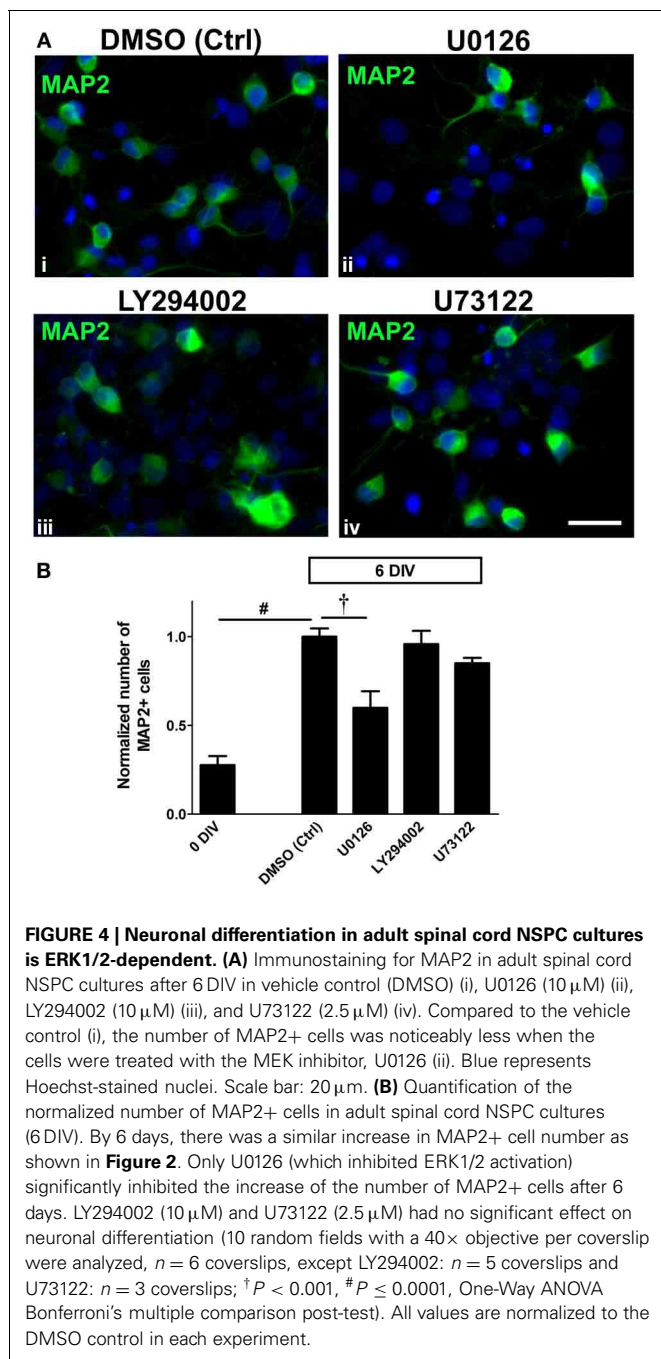 A
DMSO (Ctrl)
U0126
MAP2
MAP2
i
ii
LY294002
U73122
MAP2
MAP2
iii
iv
B
6 DIV
#
†
Normalized number of
MAP2+ cells
1.0
0.5
0.0
0 DIV
DMSO (Ctrl)
U0126
LY294002
U73122
FIGURE 4 | Neuronal differentiation in adult spinal cord NSPC cultures
is ERK1/2-dependent. (A) Immunostaining for MAP2 in adult spinal cord
NSPC cultures after 6 DIV in vehicle control (DMSO) (i), U0126 (10 μM) (ii),
LY294002 (10 μM) (iii), and U73122 (2.5 μM) (iv). Compared to the vehicle
control (i), the number of MAP2+ cells was noticeably less when the
cells were treated with the MEK inhibitor, U0126 (ii). Blue represents
Hoechst-stained nuclei. Scale bar: 20 μm. (B) Quantification of the
normalized number of MAP2+ cells in adult spinal cord NSPC cultures
(6 DIV). By 6 days, there was a similar increase in MAP2+ cell number as
shown in Figure 2. Only U0126 (which inhibited ERK1/2 activation)
significantly inhibited the increase of the number of MAP2+ cells after 6
days. LY294002 (10 μM) and U73122 (2.5 μM) had no significant effect on
neuronal differentiation (10 random fields with a 40× objective per coverslip
were analyzed, n = 6 coverslips, except LY294002: n = 5 coverslips and
U73122: n = 3 coverslips; †P < 0.001, #P ≤ 0.0001, One-Way ANOVA
Bonferroni's multiple comparison post-test). All values are normalized to the
DMSO control in each experiment.